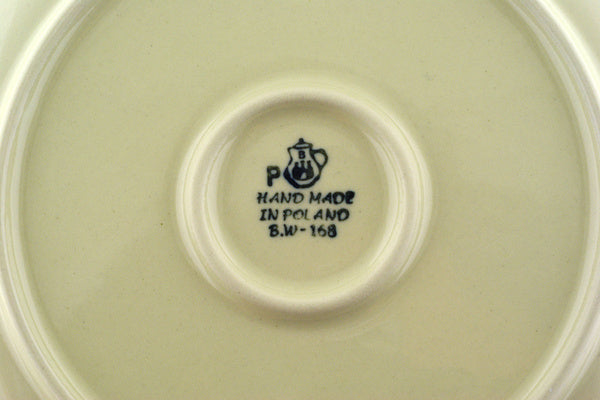 B
P
HAND MADE
IN POLAND
B.W-168